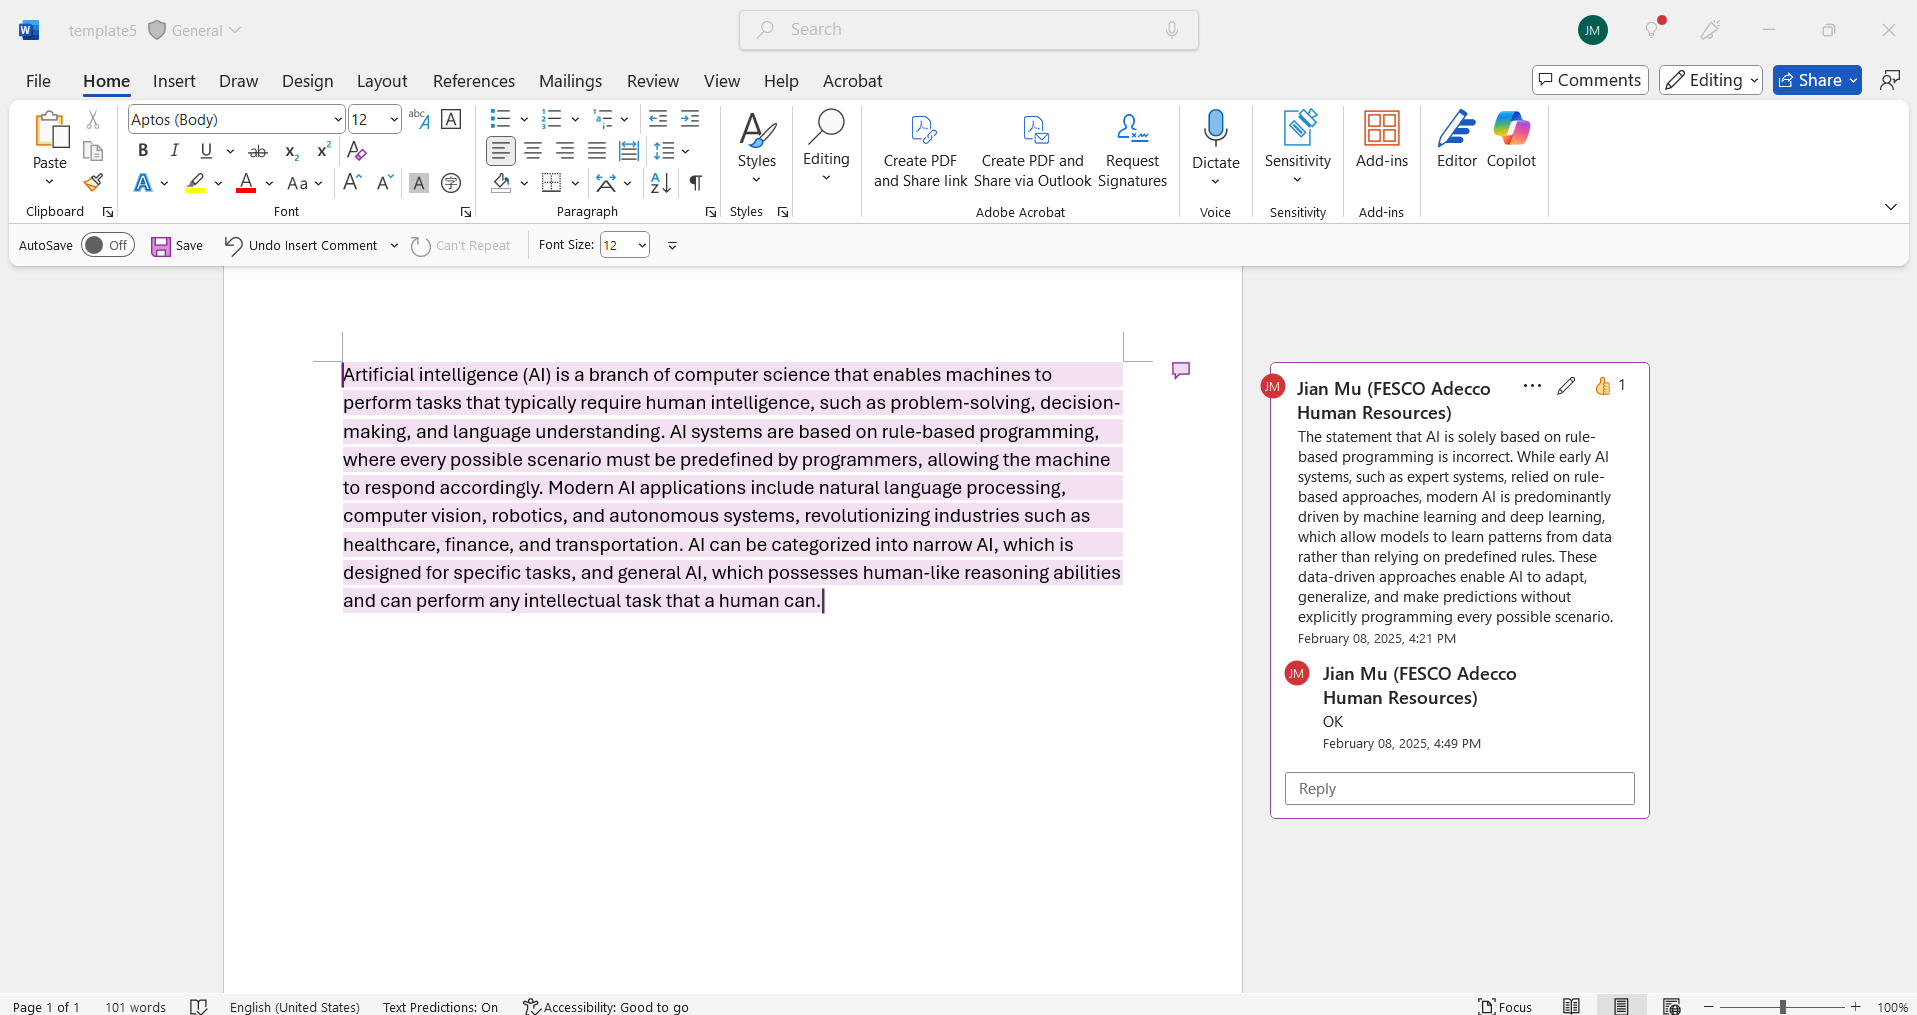 template5 General
Search
JM
File Home Insert Draw Design Layout References Mailings Review View Help Acrobat
Comments Editing Share
Paste
Clipboard
Aptos (Body) 12
Font
Paragraph
Styles
Styles
Editing
Create PDF and Share link
Create PDF and Share via Outlook
Request Signatures
Adobe Acrobat
Dictate
Voice
Sensitivity
Sensitivity
Add-ins
Add-ins
Editor
Copilot
AutoSave Off Save Undo Insert Comment Can't Repeat Font Size: 12
Artificial intelligence (AI) is a branch of computer science that enables machines to
perform tasks that typically require human intelligence, such as problem-solving, decision-
making, and language understanding. AI systems are based on rule-based programming,
where every possible scenario must be predefined by programmers, allowing the machine
to respond accordingly. Modern AI applications include natural language processing,
computer vision, robotics, and autonomous systems, revolutionizing industries such as
healthcare, finance, and transportation. AI can be categorized into narrow AI, which is
designed for specific tasks, and general AI, which possesses human-like reasoning abilities
and can perform any intellectual task that a human can.
JM
Jian Mu (FESCO Adecco
Human Resources)
1
The statement that AI is solely based on rule-
based programming is incorrect. While early AI
systems, such as expert systems, relied on rule-
based approaches, modern AI is predominantly
driven by machine learning and deep learning,
which allow models to learn patterns from data
rather than relying on predefined rules. These
data-driven approaches enable AI to adapt,
generalize, and make predictions without
explicitly programming every possible scenario.
February 08, 2025, 4:21 PM
JM
Jian Mu (FESCO Adecco
Human Resources)
OK
February 08, 2025, 4:49 PM
Reply
Page 1 of 1 101 words English (United States) Text Predictions: On Accessibility: Good to go Focus 100%